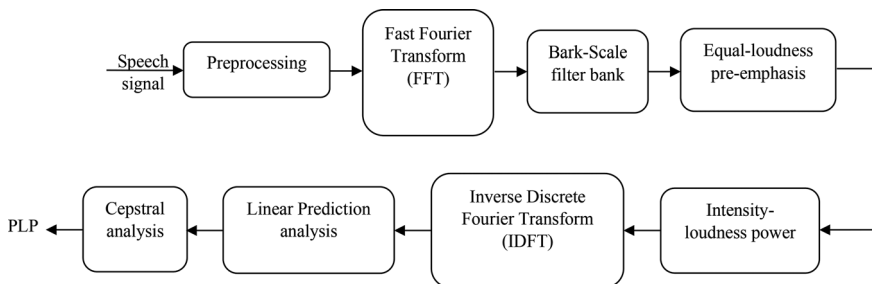 Speech
signal
Preprocessing
Fast Fourier
Transform
(FFT)
Bark-Scale
filter bank
Equal-loudness
pre-emphasis
Intensity-
loudness power
Inverse Discrete
Fourier Transform
(IDFT)
Linear Prediction
analysis
Cepstral
analysis
PLP